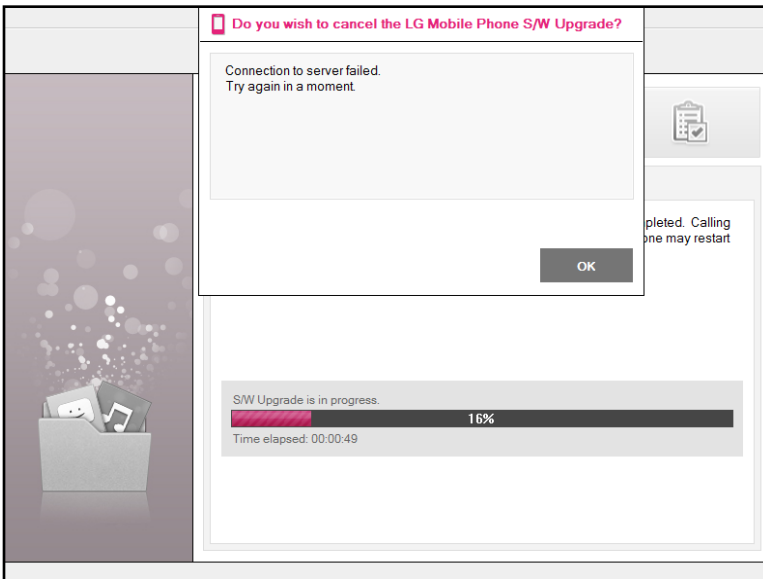 Do you wish to cancel the LG Mobile Phone S/W Upgrade?
Connection to server failed.
Try again in a moment.
OK
pleted. Calling
one may restart
S/W Upgrade is in progress.
16%
Time elapsed: 00:00:49